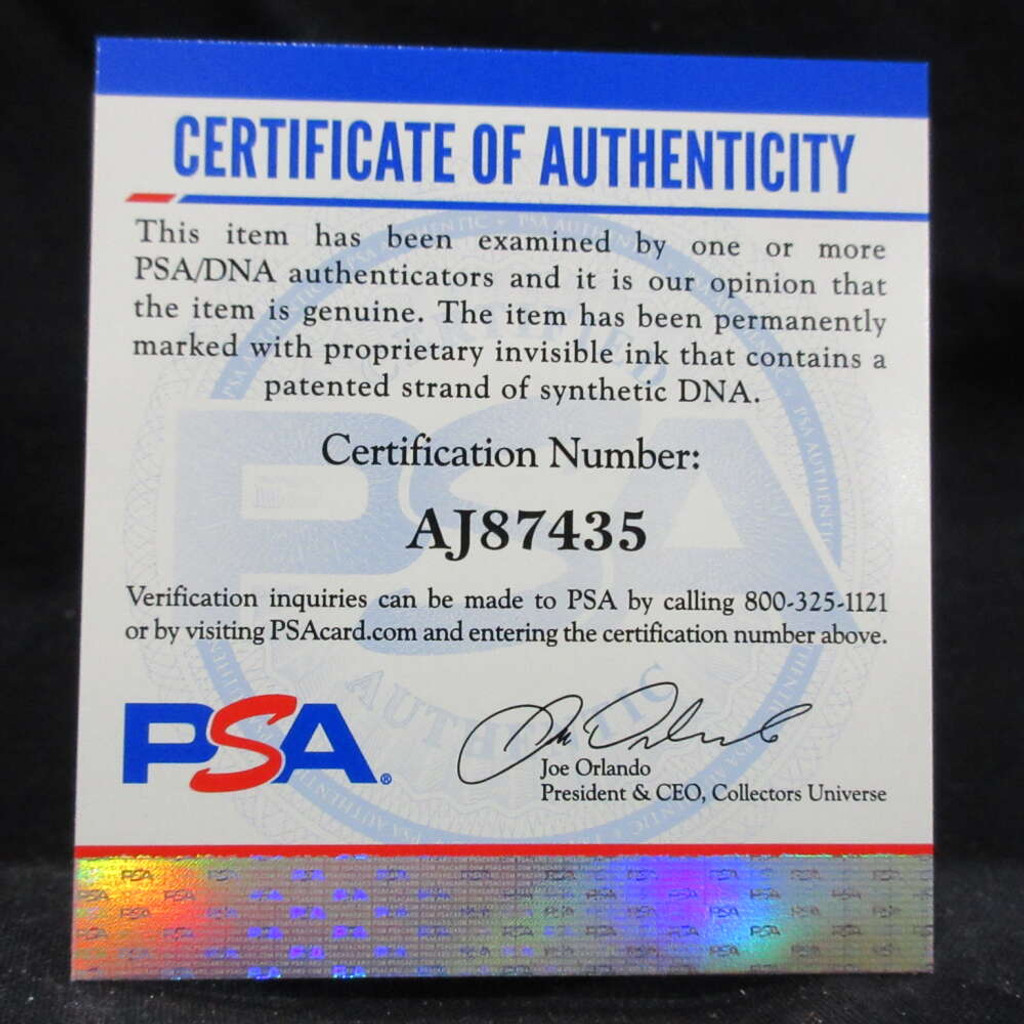 CERTIFICATE OF AUTHENTICITY
This item has been examined by one or more
PSA/DNA authenticators and it is our opinion that
the item is genuine. The item has been permanently
marked with proprietary invisible ink that contains a
patented strand of synthetic DNA.
Certification Number:
AJ87435
Verification inquiries can be made to PSA by calling 800-325-1121
or by visiting PSAcard.com and entering the certification number above.
PSA®
Joe Orlando
President & CEO, Collectors Universe